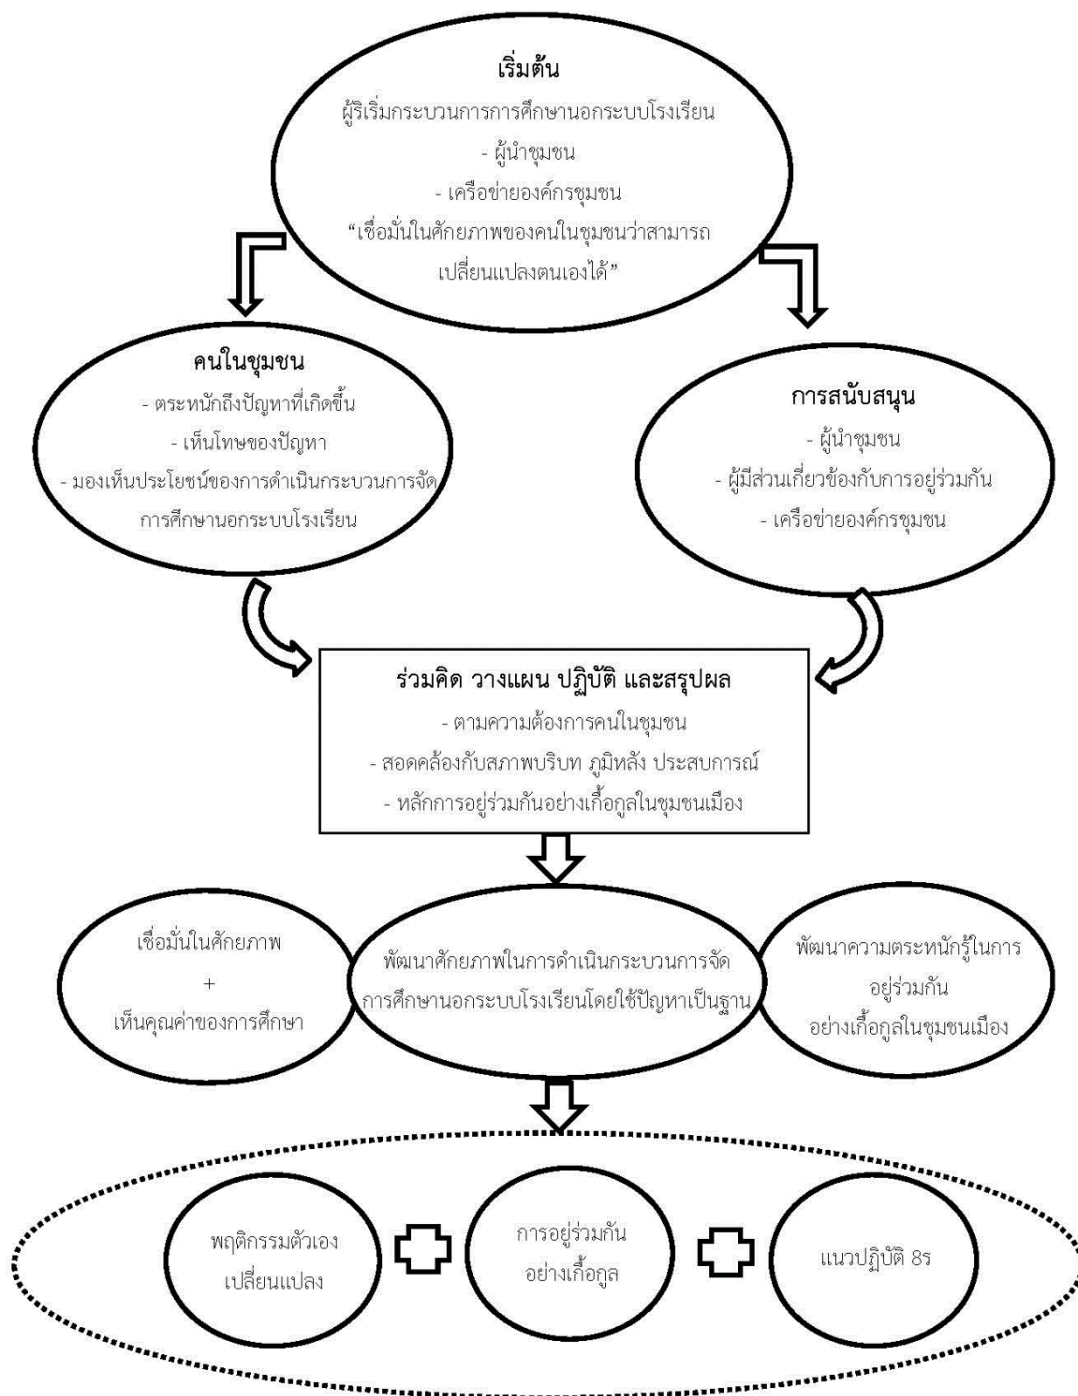 เริ่มต้น
ผู้ริเริ่มกระบวนการการศึกษานอกระบบโรงเรียน
- ผู้นำชุมชน
- เครือข่ายองค์กรชุมชน
“เชื่อมั่นในศักยภาพของคนในชุมชนว่าสามารถ
เปลี่ยนแปลงตนเองได้”
คนในชุมชน
- ตระหนักถึงปัญหาที่เกิดขึ้น
- เห็นโทษของปัญหา
- มองเห็นประโยชน์ของการดำเนินกระบวนการจัด
การศึกษานอกระบบโรงเรียน
การสนับสนุน
- ผู้นำชุมชน
- ผู้มีส่วนเกี่ยวข้องกับการอยู่ร่วมกัน
- เครือข่ายองค์กรชุมชน
ร่วมคิด วางแผน ปฏิบัติ และสรุปผล
- ตามความต้องการคนในชุมชน
- สอดคล้องกับสภาพบริบท ภูมิหลัง ประสบการณ์
- หลักการอยู่ร่วมกันอย่างเกื้อกูลในชุมชนเมือง
เชื่อมั่นในศักยภาพ
+
เห็นคุณค่าของการศึกษา
พัฒนาศักยภาพในการดำเนินกระบวนการจัด
การศึกษานอกระบบโรงเรียนโดยใช้ปัญหาเป็นฐาน
พัฒนาความตระหนักรู้ในการ
อยู่ร่วมกัน
อย่างเกื้อกูลในชุมชนเมือง
พฤติกรรมตัวเอง
เปลี่ยนแปลง
การอยู่ร่วมกัน
อย่างเกื้อกูล
แนวปฏิบัติ 8ร